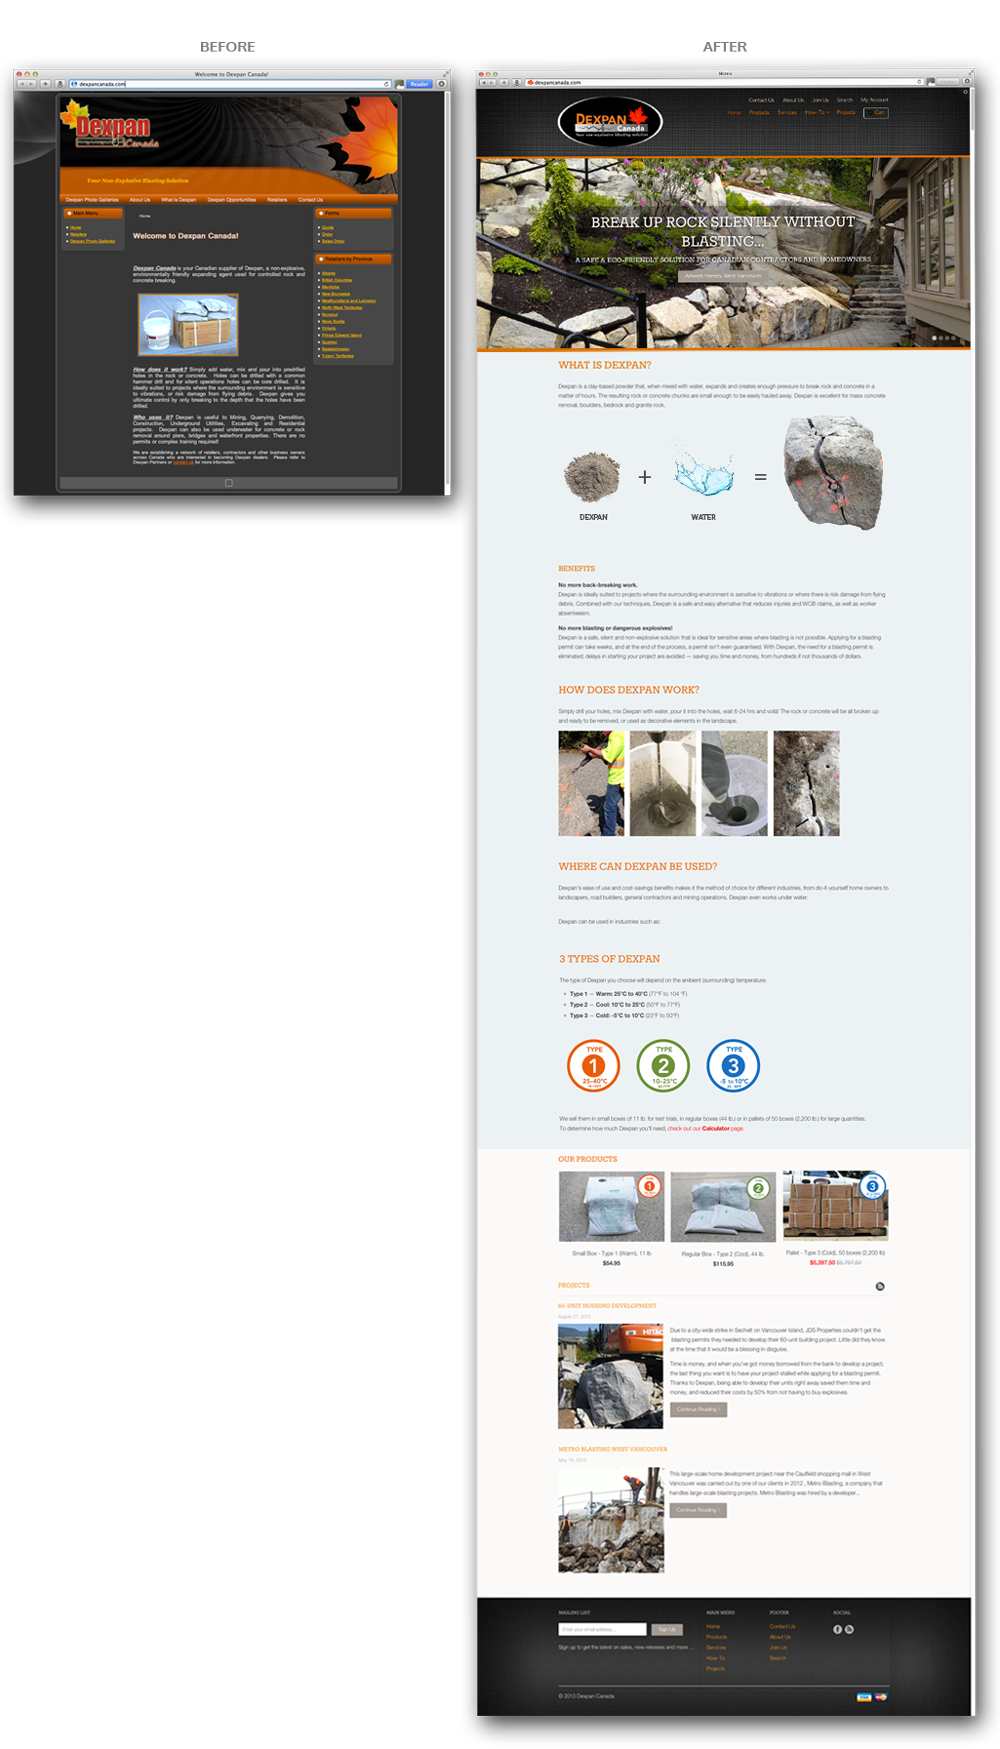 BEFORE
AFTER
Welcome to Dexpan Canada!
dexpancanada.com
Reader
Dexpan
Canada
Your Non-Explosive Blasting Solution
Dexpan Photo Galleries About Us What is Dexpan Dexpan Opportunities Retailers Contact Us
Main Menu
Home
Retailers
Dexpan Photo Galleries
Home
Welcome to Dexpan Canada!
Dexpan Canada is your Canadian supplier of Dexpan, a non-explosive,
environmentally friendly expanding agent used for controlled rock and
concrete breaking.
How does it work? Simply add water, mix and pour into predrilled
holes in the rock or concrete. Holes can be drilled with a common
hammer drill and for silent operations holes can be core drilled. It is
ideally suited to projects where the surrounding environment is sensitive
to vibrations, or risk damage from flying debris. Dexpan gives you
ultimate control by only breaking to the depth that the holes have been
drilled.
Who uses it? Dexpan is useful to Mining, Quarrying, Demolition,
Construction, Underground Utilities, Excavating and Residential
projects. Dexpan can also be used underwater for concrete or rock
removal around piers, bridges and waterfront properties. There are no
permits or complex training required!
We are establishing a network of retailers, contractors and other business owners
across Canada who are interested in becoming Dexpan dealers. Please refer to
Dexpan Partners or contact us for more information.
Forms
Quote
Order
Sales Order
Retailers by Province
Alberta
British Columbia
Manitoba
New Brunswick
Newfoundland and Labrador
North West Territories
Nunavut
Nova Scotia
Ontario
Prince Edward Island
Quebec
Saskatchewan
Yukon Territories
Home
dexpancanada.com
DEXPAN
Canada
Your non-explosive blasting solution
Contact Us About Us Join Us Search My Account
Home Products Services How-To Projects Cart
BREAK UP ROCK SILENTLY WITHOUT
BLASTING...
A SAFE & ECO-FRIENDLY SOLUTION FOR CANADIAN CONTRACTORS AND HOMEOWNERS
Artwork Homes, West Vancouver
WHAT IS DEXPAN?
Dexpan is a clay-based powder that, when mixed with water, expands and creates enough pressure to break rock and concrete in a
matter of hours. The resulting rock or concrete chunks are small enough to be easily hauled away. Dexpan is excellent for mass concrete
removal, boulders, bedrock and granite rock.
+ =
DEXPAN WATER
BENEFITS
No more back-breaking work.
Dexpan is ideally suited to projects where the surrounding environment is sensitive to vibrations or where there is risk damage from flying
debris. Combined with our techniques, Dexpan is a safe and easy alternative that reduces injuries and WCB claims, as well as worker
absenteeism.
No more blasting or dangerous explosives!
Dexpan is a safe, silent and non-explosive solution that is ideal for sensitive areas where blasting is not possible. Applying for a blasting
permit can take weeks, and at the end of the process, a permit isn't even guaranteed. With Dexpan, the need for a blasting permit is
eliminated, delays in starting your project are avoided — saving you time and money, from hundreds if not thousands of dollars.
HOW DOES DEXPAN WORK?
Simply drill your holes, mix Dexpan with water, pour it into the holes, wait 6-24 hrs and voilà! The rock or concrete will be all broken up
and ready to be removed, or used as decorative elements in the landscape.
WHERE CAN DEXPAN BE USED?
Dexpan's ease of use and cost-savings benefits makes it the method of choice for different industries, from do-it-yourself home owners to
landscapers, road builders, general contractors and mining operations. Dexpan even works under water.
Dexpan can be used in industries such as:
3 TYPES OF DEXPAN
The type of Dexpan you choose will depend on the ambient (surrounding) temperature:
Type 1 — Warm: 25°C to 40°C (77°F to 104 °F)
Type 2 — Cool: 10°C to 25°C (50°F to 77°F)
Type 3 — Cold: -5°C to 10°C (23°F to 50°F)
TYPE TYPE TYPE
1 2 3
25-40°C 10-25°C -5 to 10°C
We sell them in small boxes of 11 lb. for test trials, in regular boxes (44 lb.) or in pallets of 50 boxes (2,200 lb.) for large quantities.
To determine how much Dexpan you'll need, check out our Calculator page.
OUR PRODUCTS
1 2 3
Small Box - Type 1 (Warm), 11 lb
$54.95
Regular Box - Type 2 (Cool), 44 lb.
$115.95
Pallet - Type 3 (Cold), 50 boxes (2,200 lb)
$5,397.50 $5,797.50
PROJECTS
60-UNIT HOUSING DEVELOPMENT
August 27, 2013
HITACHI
Due to a city-wide strike in Sechelt on Vancouver Island, JDS Properties couldn't get the
blasting permits they needed to develop their 60-unit building project. Little did they know
at the time that it would be a blessing in disguise.
Time is money, and when you've got money borrowed from the bank to develop a project,
the last thing you want is to have your project stalled while applying for a blasting permit.
Thanks to Dexpan, being able to develop their units right away saved them time and
money, and reduced their costs by 50% from not having to buy explosives.
Continue Reading ›
METRO BLASTING WEST VANCOUVER
May 16, 2013
This large-scale home development project near the Caulfeild shopping mall in West
Vancouver was carried out by one of our clients in 2012 , Metro Blasting, a company that
handles large-scale blasting projects. Metro Blasting was hired by a developer...
Continue Reading ›
MAILING LIST
Enter your email address... Sign Up
Sign up to get the latest on sales, new releases and more …
MAIN MENU
Home
Products
Services
How-To
Projects
FOOTER
Contact Us
About Us
Join Us
Search
SOCIAL
© 2013 Dexpan Canada
VISA